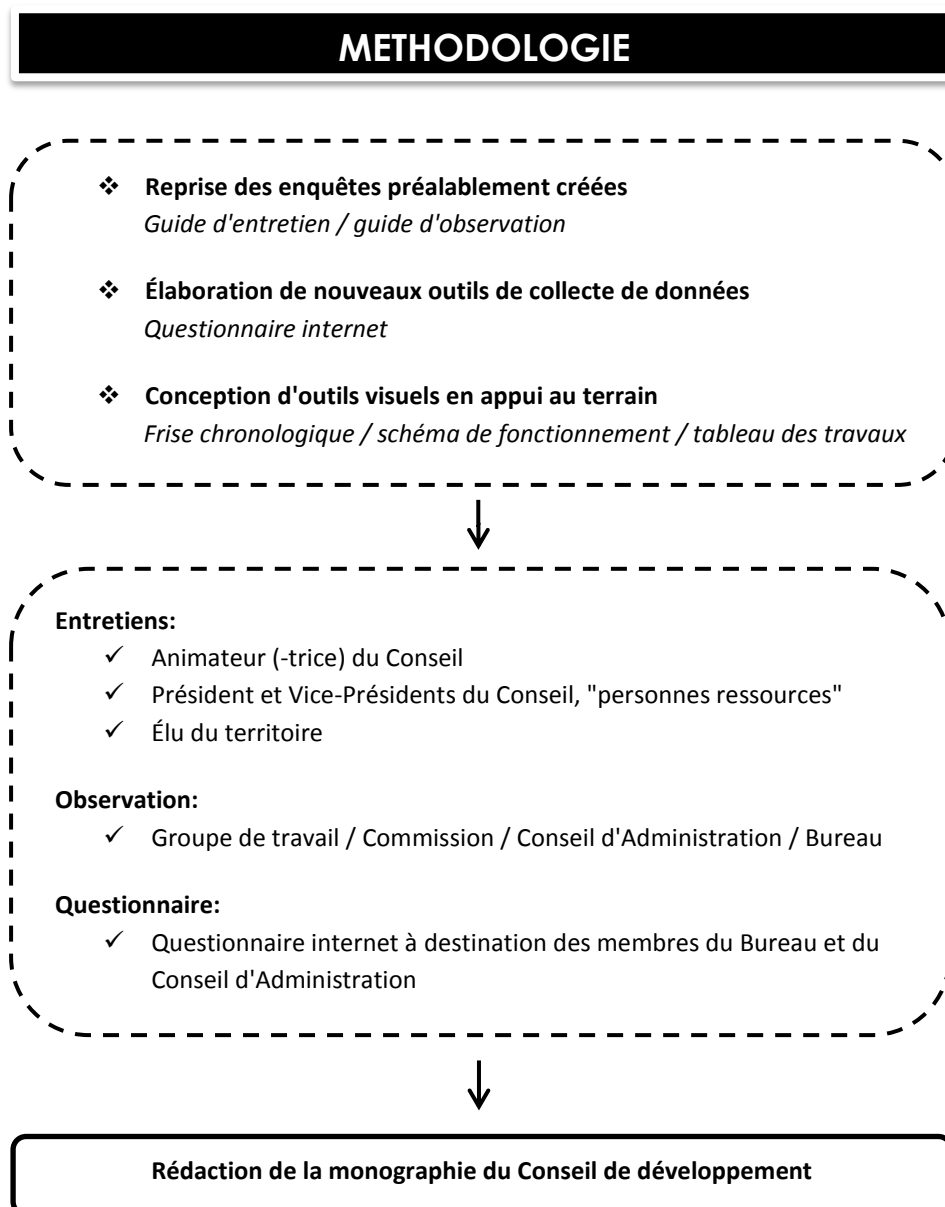 METHODOLOGIE
❖ Reprise des enquêtes préalablement créées
Guide d'entretien / guide d'observation
❖ Élaboration de nouveaux outils de collecte de données
Questionnaire internet
❖ Conception d'outils visuels en appui au terrain
Frise chronologique / schéma de fonctionnement / tableau des travaux
Entretiens:
✓ Animateur (-trice) du Conseil
✓ Président et Vice-Présidents du Conseil, "personnes ressources"
✓ Élu du territoire
Observation:
✓ Groupe de travail / Commission / Conseil d'Administration / Bureau
Questionnaire:
✓ Questionnaire internet à destination des membres du Bureau et du
Conseil d'Administration
Rédaction de la monographie du Conseil de développement